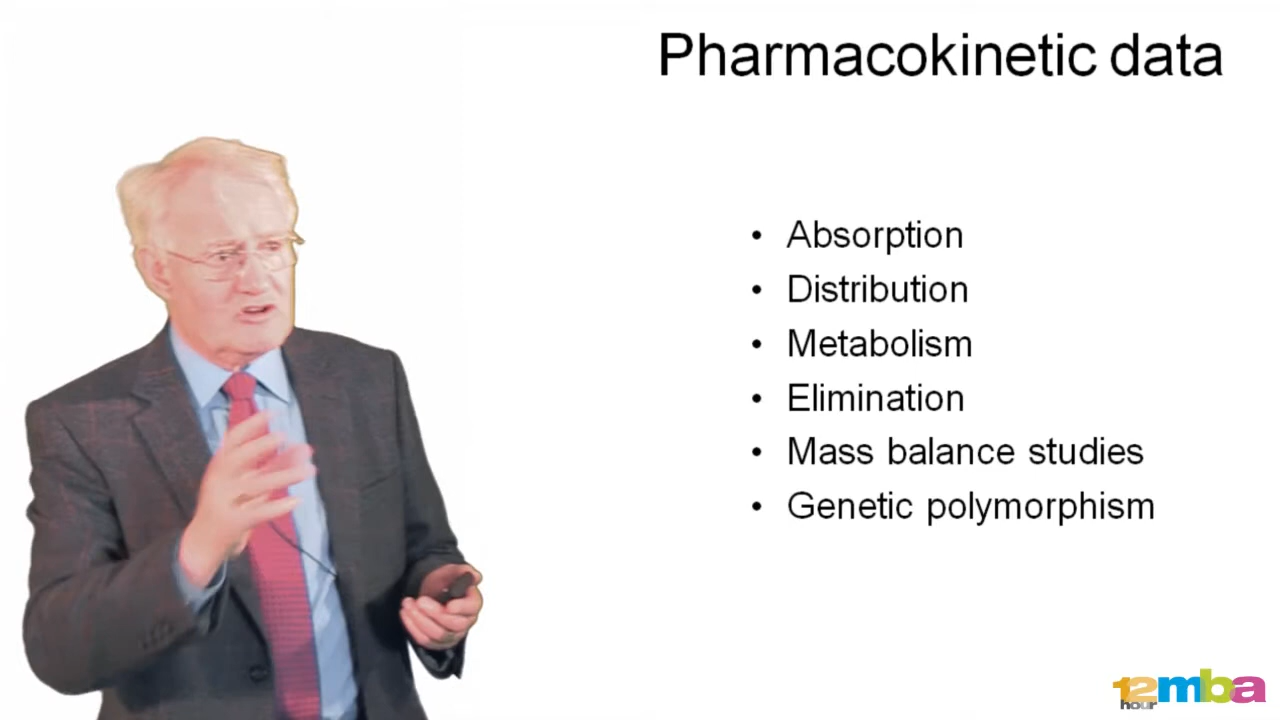 Pharmacokinetic data
• Absorption
• Distribution
• Metabolism
• Elimination
• Mass balance studies
• Genetic polymorphism
12mba
hour